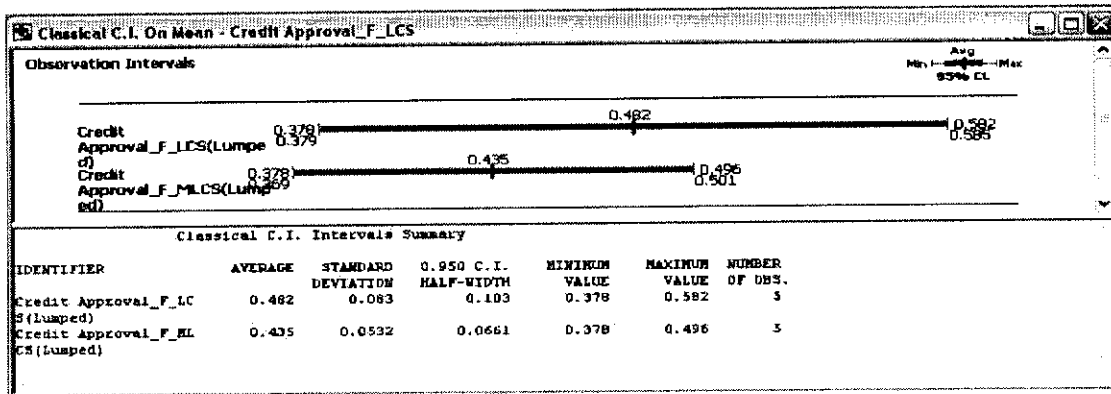 Classical C.I. On Mean - Credit Approval_F_LCS
Observation Intervals
Avg
Min Max
95% CL
0.482
Credit 0.378 0.582
Approval_F_LCS(Lumpe 0.379 0.585
d)
0.435
Credit 0.378 0.496
Approval_F_MLCS(Lump 0.369 0.501
ed)
Classical C.I. Intervals Summary
IDENTIFIER AVERAGE STANDARD 0.950 C.I. MINIMUM MAXIMUM NUMBER
DEVIATION HALF-WIDTH VALUE VALUE OF OBS.
Credit Approval_F_LC 0.482 0.083 0.103 0.378 0.582 5
S(Lumped)
Credit Approval_F_ML 0.435 0.0532 0.0661 0.378 0.496 5
CS(Lumped)